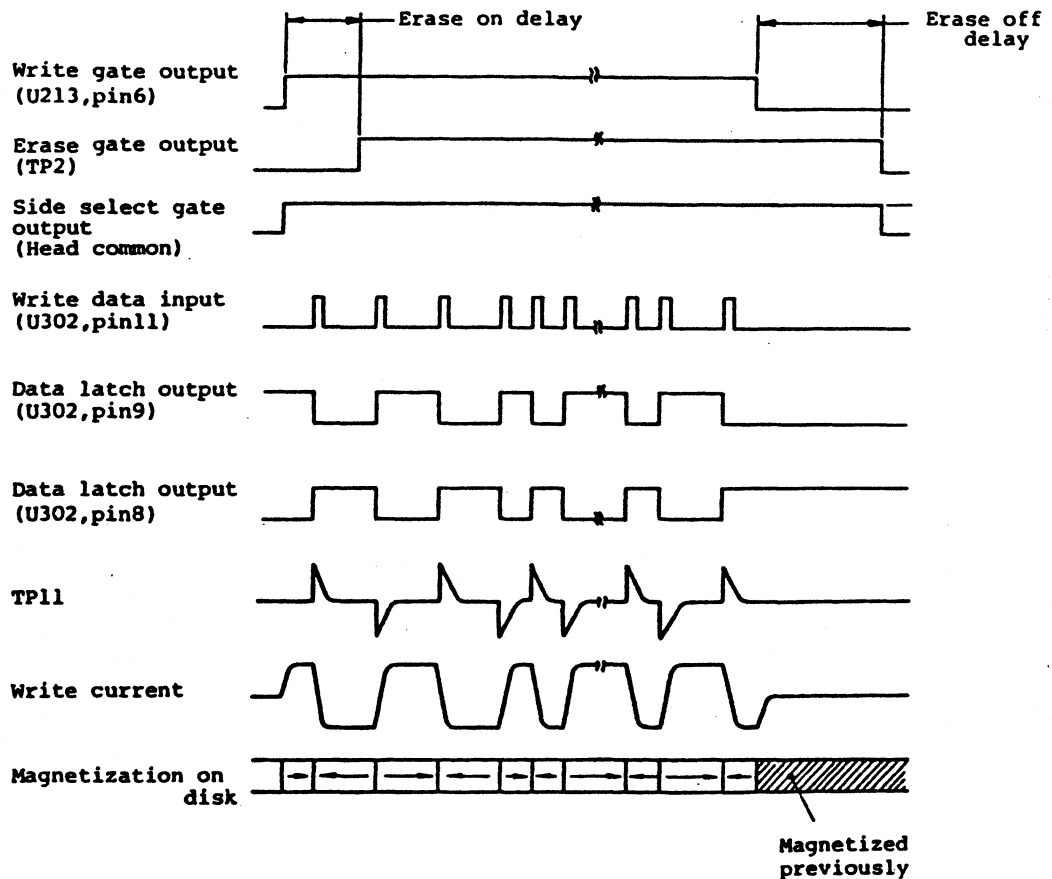 Erase on delay
Erase off
delay
Write gate output
(U213,pin6)
Erase gate output
(TP2)
Side select gate
output
(Head common)
Write data input
(U302,pin11)
Data latch output
(U302,pin9)
Data latch output
(U302,pin8)
TP11
Write current
Magnetization on
disk
Magnetized
previously